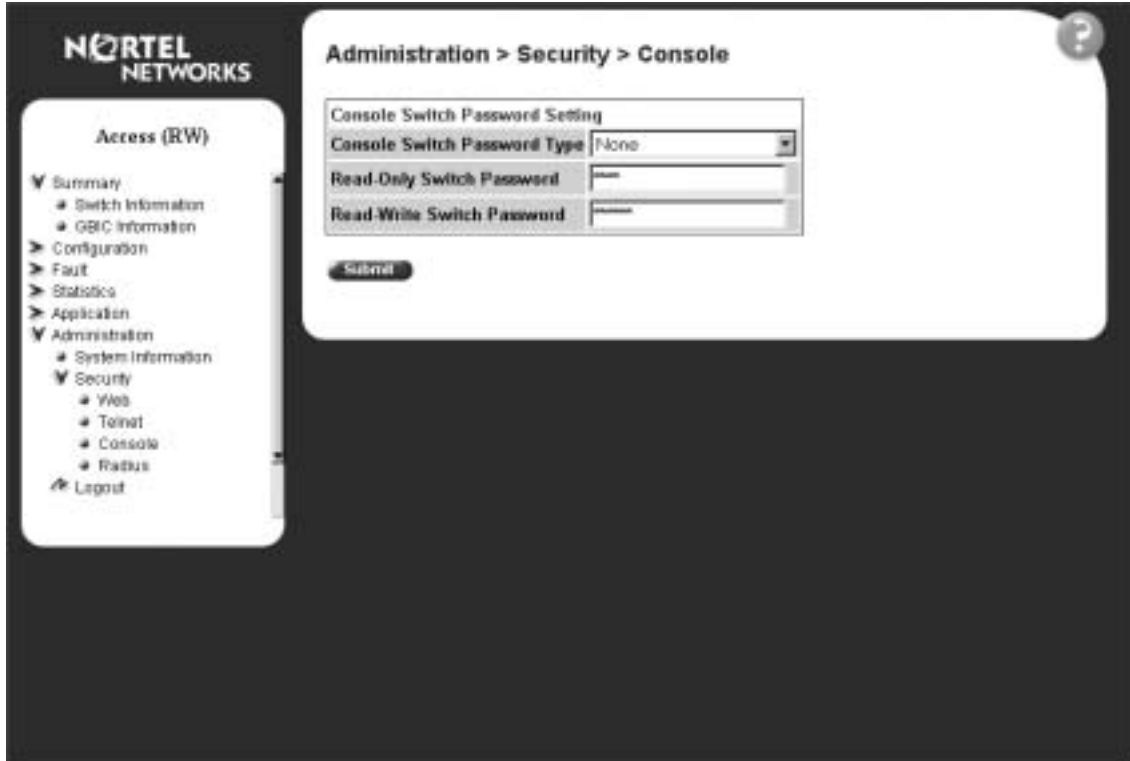 NORTEL
NETWORKS
Access (RW)
Summary
Switch Information
GBIC Information
Configuration
Fault
Statistics
Application
Administration
System Information
Security
Web
Telnet
Console
Radius
Logout
Administration > Security > Console
?
Console Switch Password Setting
Console Switch Password Type None
Read-Only Switch Password
Read-Write Switch Password
Submit